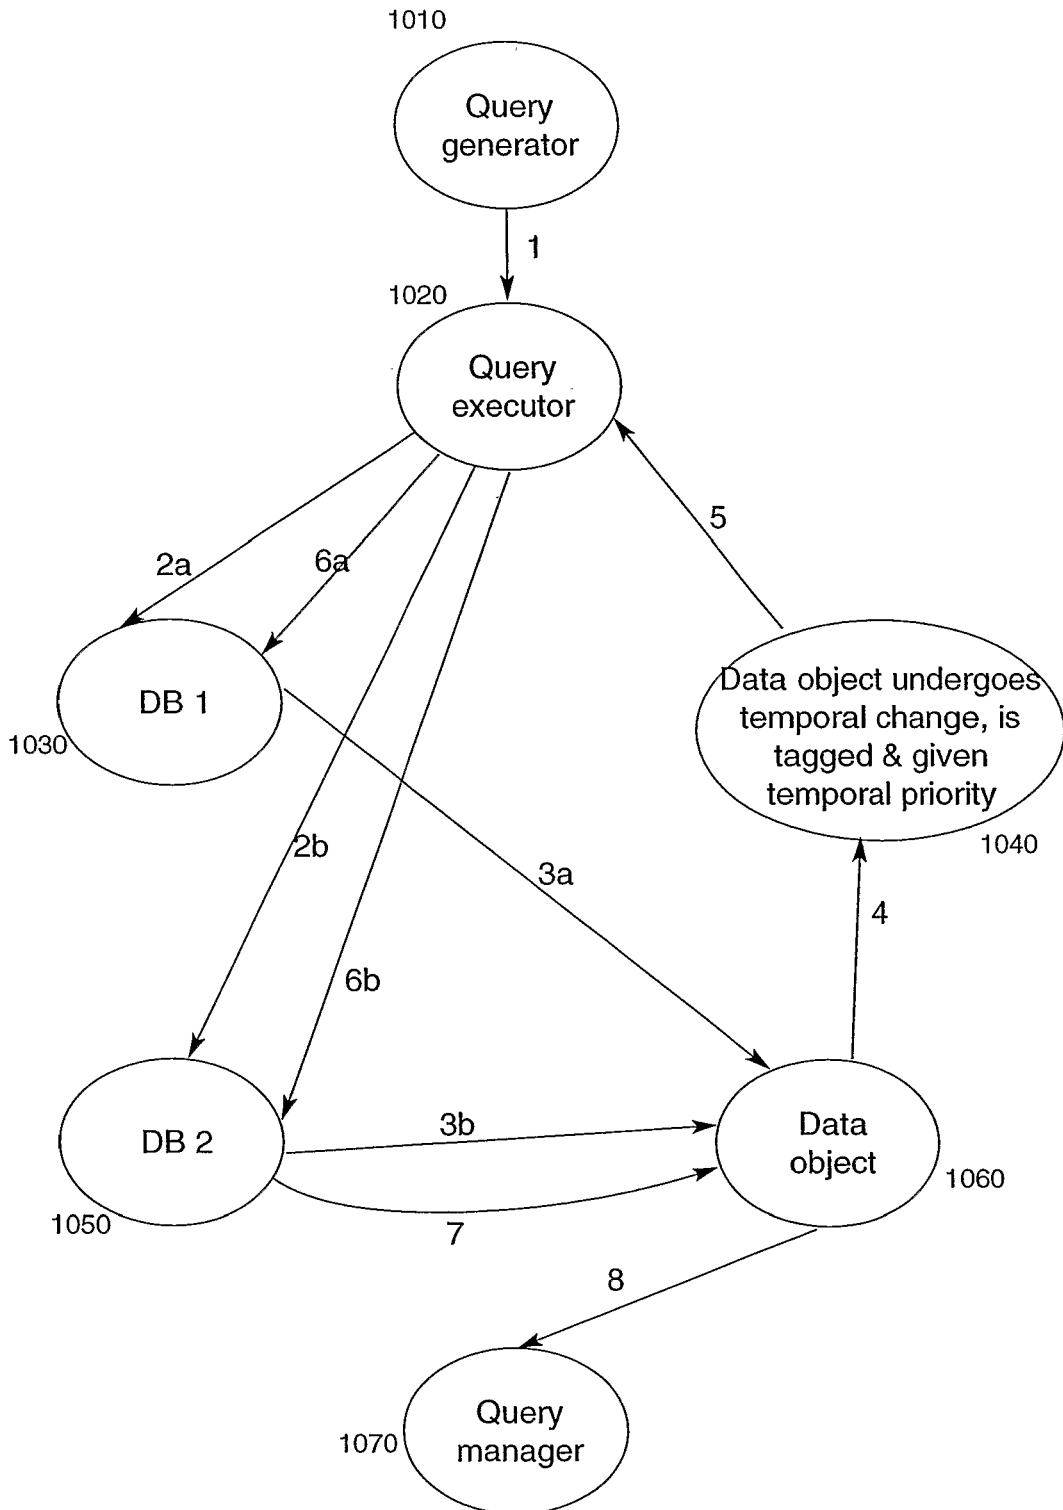 1010
Query
generator
1
1020
Query
executor
5
2a
6a
DB 1
1030
Data object undergoes
temporal change, is
tagged & given
temporal priority
1040
2b
3a
4
6b
3b
DB 2
Data
object
1060
1050
7
8
Query
manager
1070